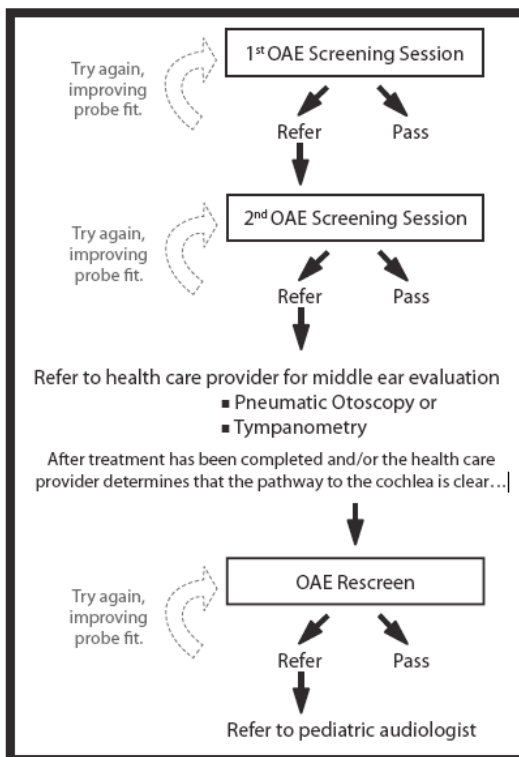 1st OAE Screening Session
Try again,
improving
probe fit.
Refer
Pass
2nd OAE Screening Session
Try again,
improving
probe fit.
Refer
Pass
Refer to health care provider for middle ear evaluation
▪ Pneumatic Otoscopy or
▪ Tympanometry
After treatment has been completed and/or the health care
provider determines that the pathway to the cochlea is clear…
OAE Rescreen
Try again,
improving
probe fit.
Refer
Pass
Refer to pediatric audiologist